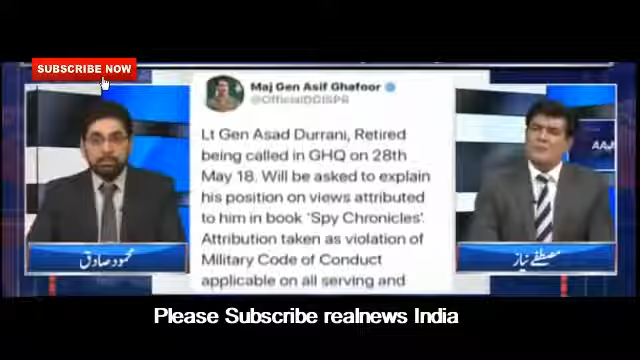 SUBSCRIBE NOW
Maj Gen Asif Ghafoor
@OfficialDGISPR
Lt Gen Asad Durrani, Retired
being called in GHQ on 28th
May 18. Will be asked to explain
his position on views attributed
to him in book 'Spy Chronicles'.
Attribution taken as violation of
Military Code of Conduct
applicable on all serving and
AAJ
محمود صادق
مصطفے نیاز
Please Subscribe realnews India